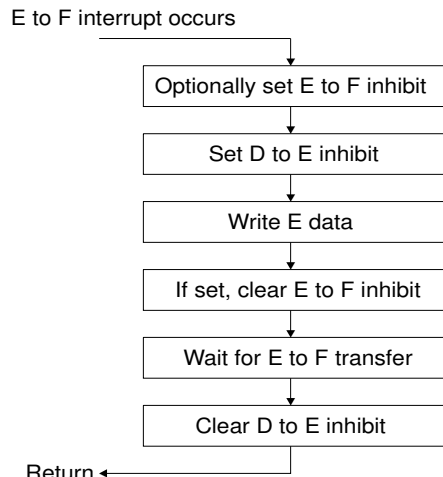 E to F interrupt occurs
Optionally set E to F inhibit
Set D to E inhibit
Write E data
If set, clear E to F inhibit
Wait for E to F transfer
Clear D to E inhibit
Return